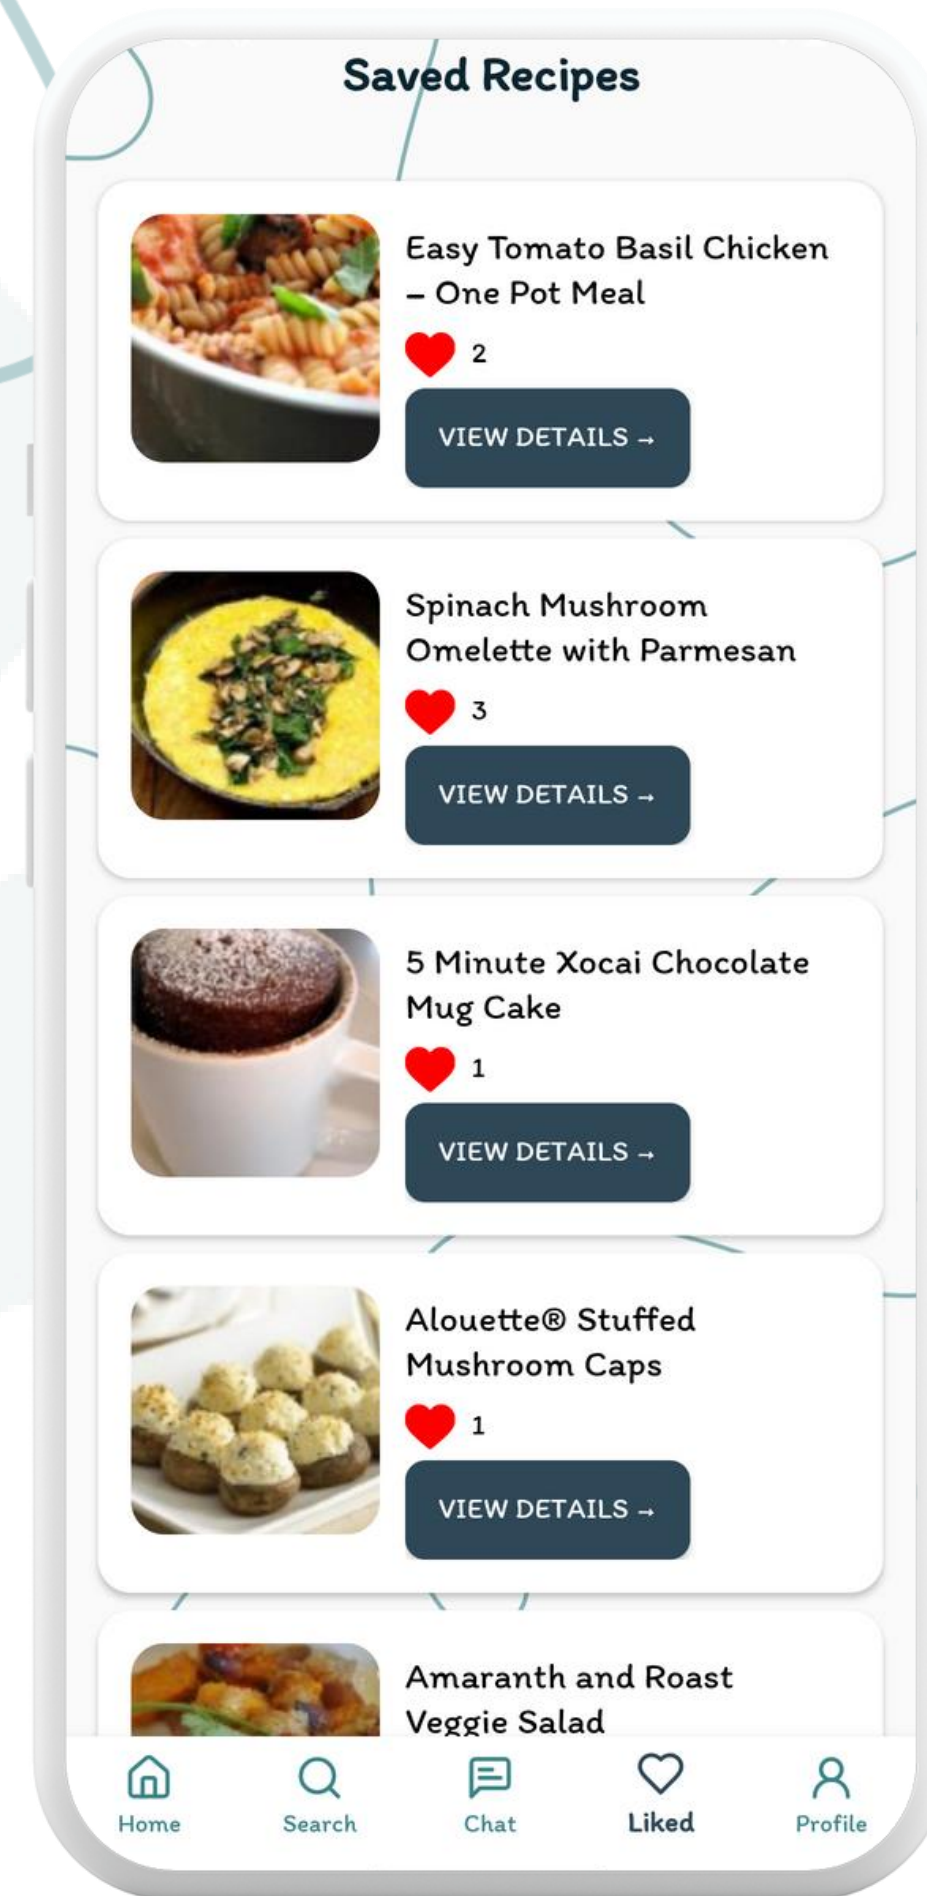 Saved Recipes
Easy Tomato Basil Chicken
– One Pot Meal
2
VIEW DETAILS →
Spinach Mushroom
Omelette with Parmesan
3
VIEW DETAILS →
5 Minute Xocai Chocolate
Mug Cake
1
VIEW DETAILS →
Alouette® Stuffed
Mushroom Caps
1
VIEW DETAILS →
Amaranth and Roast
Veggie Salad
Home Search Chat Liked Profile